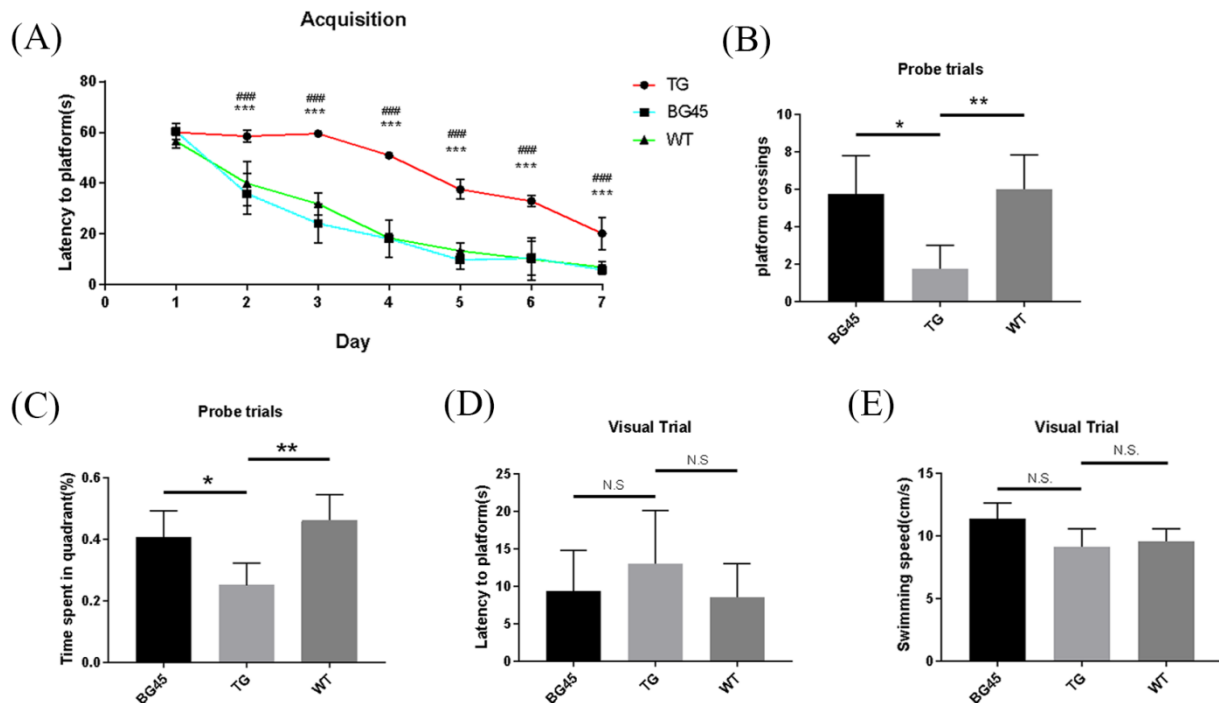 (A)
Acquisition
Latency to platform(s)
80
60
40
20
0
### ### ### ### ### ###
*** *** *** *** *** ***
0 1 2 3 4 5 6 7
Day
TG
BG45
WT
(B)
Probe trials
platform crossings
10
8
6
4
2
0
* **
BG45 TG WT
(C)
Probe trials
Time spent in quadrant(%)
0.6
0.4
0.2
0.0
* **
BG45 TG WT
(D)
Visual Trial
Latency to platform(s)
25
20
15
10
5
0
N.S N.S
BG45 TG WT
(E)
Visual Trial
Swimming speed(cm/s)
15
10
5
0
N.S. N.S.
BG45 TG WT